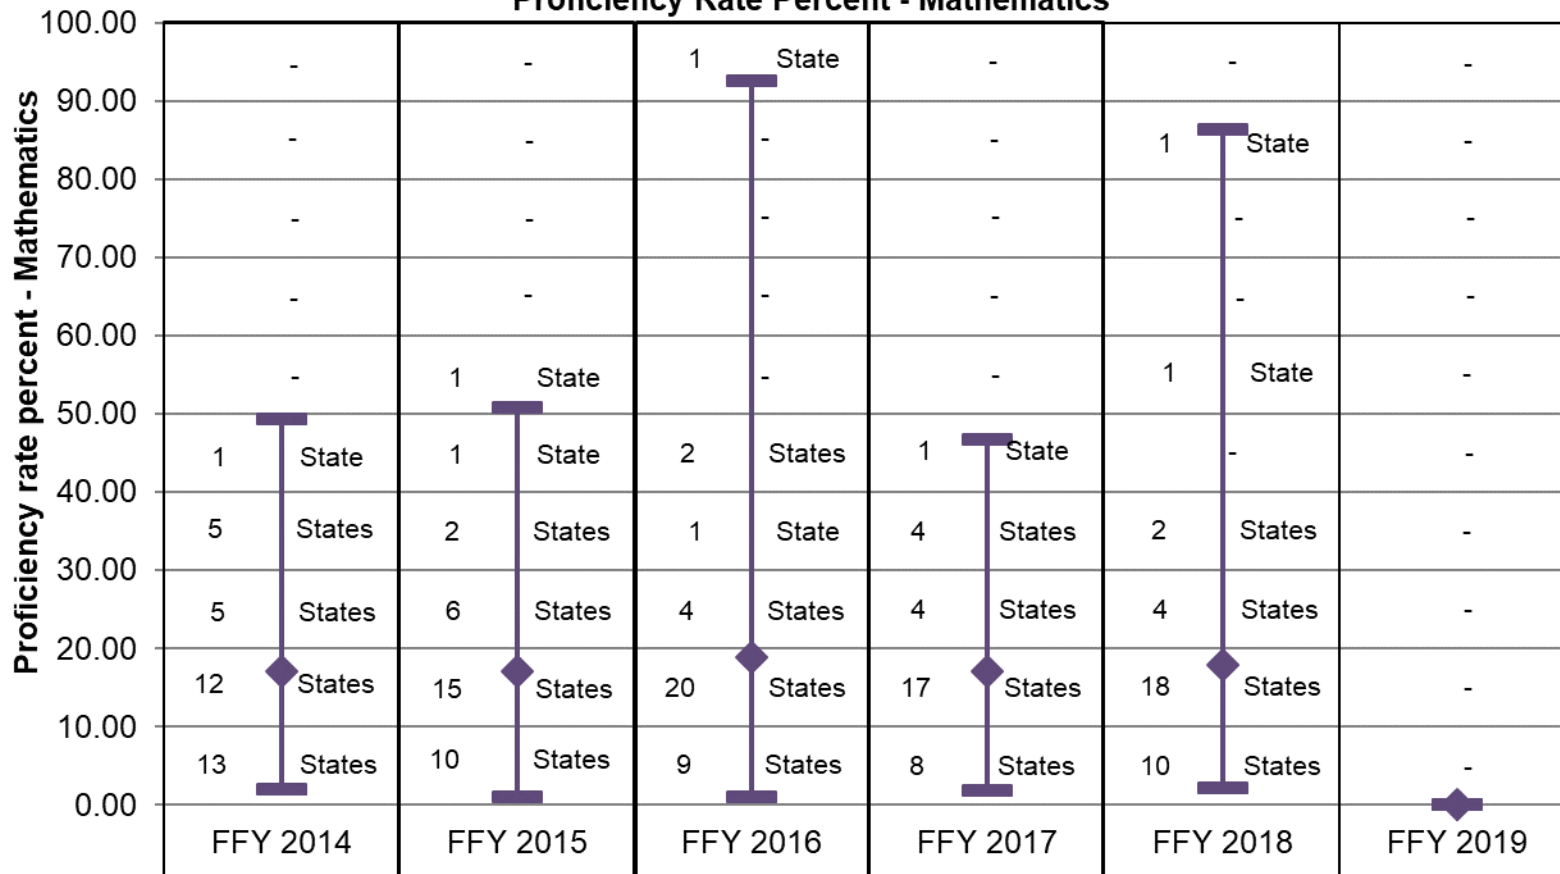 Proficiency Rate Percent - Mathematics
Proficiency rate percent - Mathematics
100.00
- - 1 State - - -
90.00
- - - - 1 State -
80.00
- - - - - -
70.00
- - - - - -
60.00
- 1 State - - 1 State -
50.00
1 State 1 State 2 States 1 State - -
40.00
5 States 2 States 1 State 4 States 2 States -
30.00
5 States 6 States 4 States 4 States 4 States -
20.00
12 States 15 States 20 States 17 States 18 States -
10.00
13 States 10 States 9 States 8 States 10 States -
0.00
FFY 2014 FFY 2015 FFY 2016 FFY 2017 FFY 2018 FFY 2019